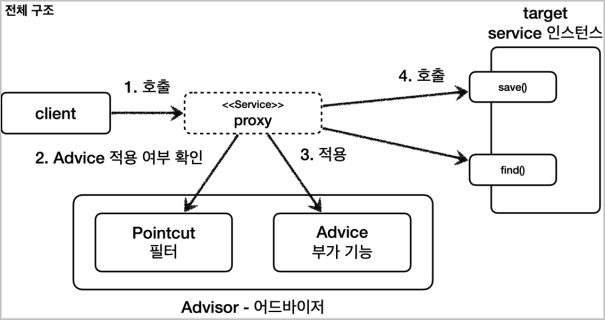 전체 구조
target
service 인스턴스
1. 호출
4. 호출
client
<<Service>>
proxy
save()
2. Advice 적용 여부 확인
3. 적용
find()
Pointcut
필터
Advice
부가 기능
Advisor - 어드바이저